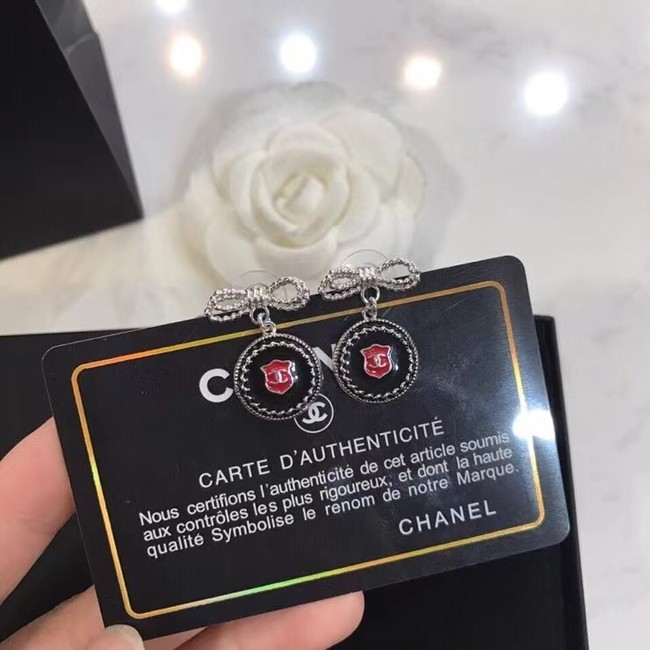 CARTE D'AUTHENTICITÉ
Nous certifions l'authenticité de cet article soumis
aux contrôles les plus rigoureux, et dont la haute
qualité Symbolise le renom de notre Marque.
CHANEL